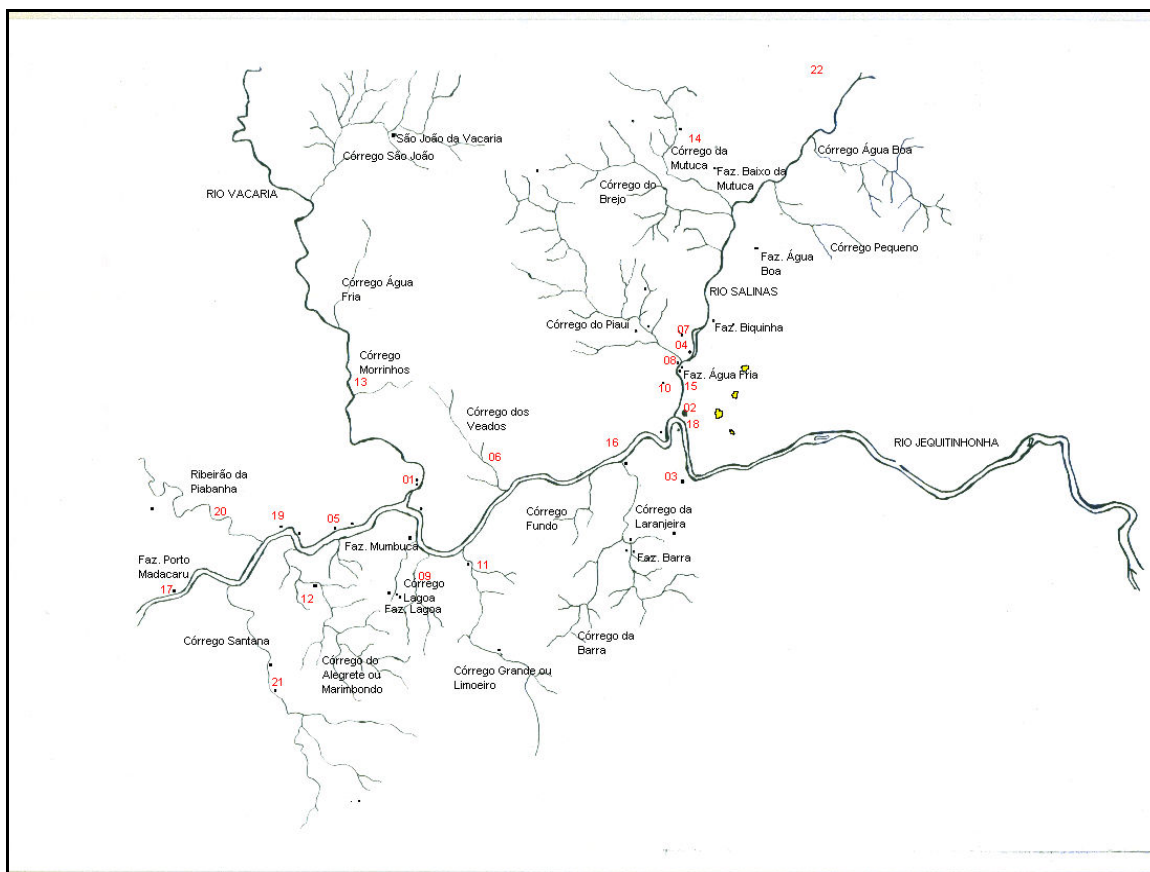 22
14
São João da Vacaria
Córrego São João
Córrego da
Mutuca
Córrego Água Boa
Faz. Baixo da
Mutuca
Córrego do
Brejo
RIO VACARIA
Córrego Pequeno
Faz. Água
Boa
Córrego Água
Fria
RIO SALINAS
Córrego do Piaui
07
Faz. Biquinha
04
Córrego
Morrinhos
08
Faz. Água Fria
13
10
15
Córrego dos
Veados
02
18
16
RIO JEQUITINHONHA
06
Ribeirão da
Piabanha
01
03
20
19
05
Córrego
Fundo
Córrego da
Laranjeira
Faz. Mumbuca
Faz. Porto
Madacaru
Faz. Barra
11
09
17
12
Córrego
Lagoa
Faz. Lagoa
Córrego Santana
Córrego da
Barra
Córrego do
Alegrete ou
Marimbondo
Córrego Grande ou
Limoeiro
21